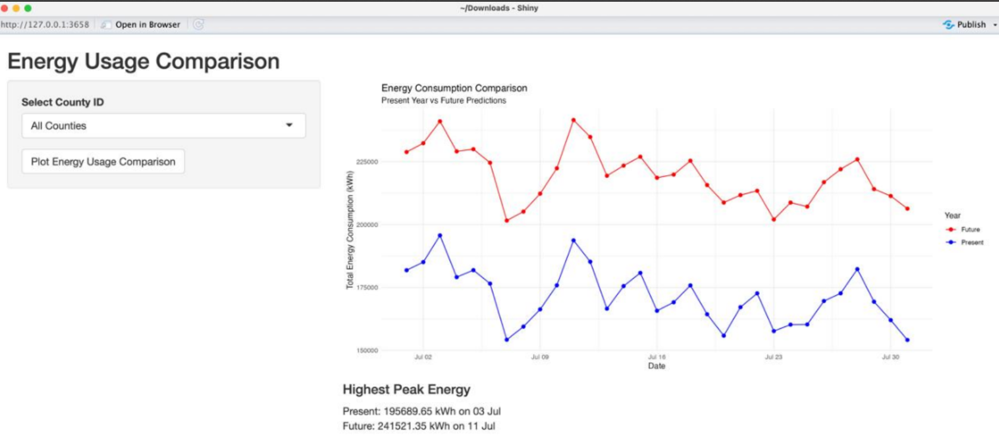 ~/Downloads - Shiny
http://127.0.0.1:3658 Open in Browser Publish
Energy Usage Comparison
Select County ID
All Counties
Plot Energy Usage Comparison
Energy Consumption Comparison
Present Year vs Future Predictions
Total Energy Consumption (kWh)
225000
200000
175000
150000
Jul 02 Jul 09 Jul 16 Jul 23 Jul 30
Date
Year
Future
Present
Highest Peak Energy
Present: 195689.65 kWh on 03 Jul
Future: 241521.35 kWh on 11 Jul